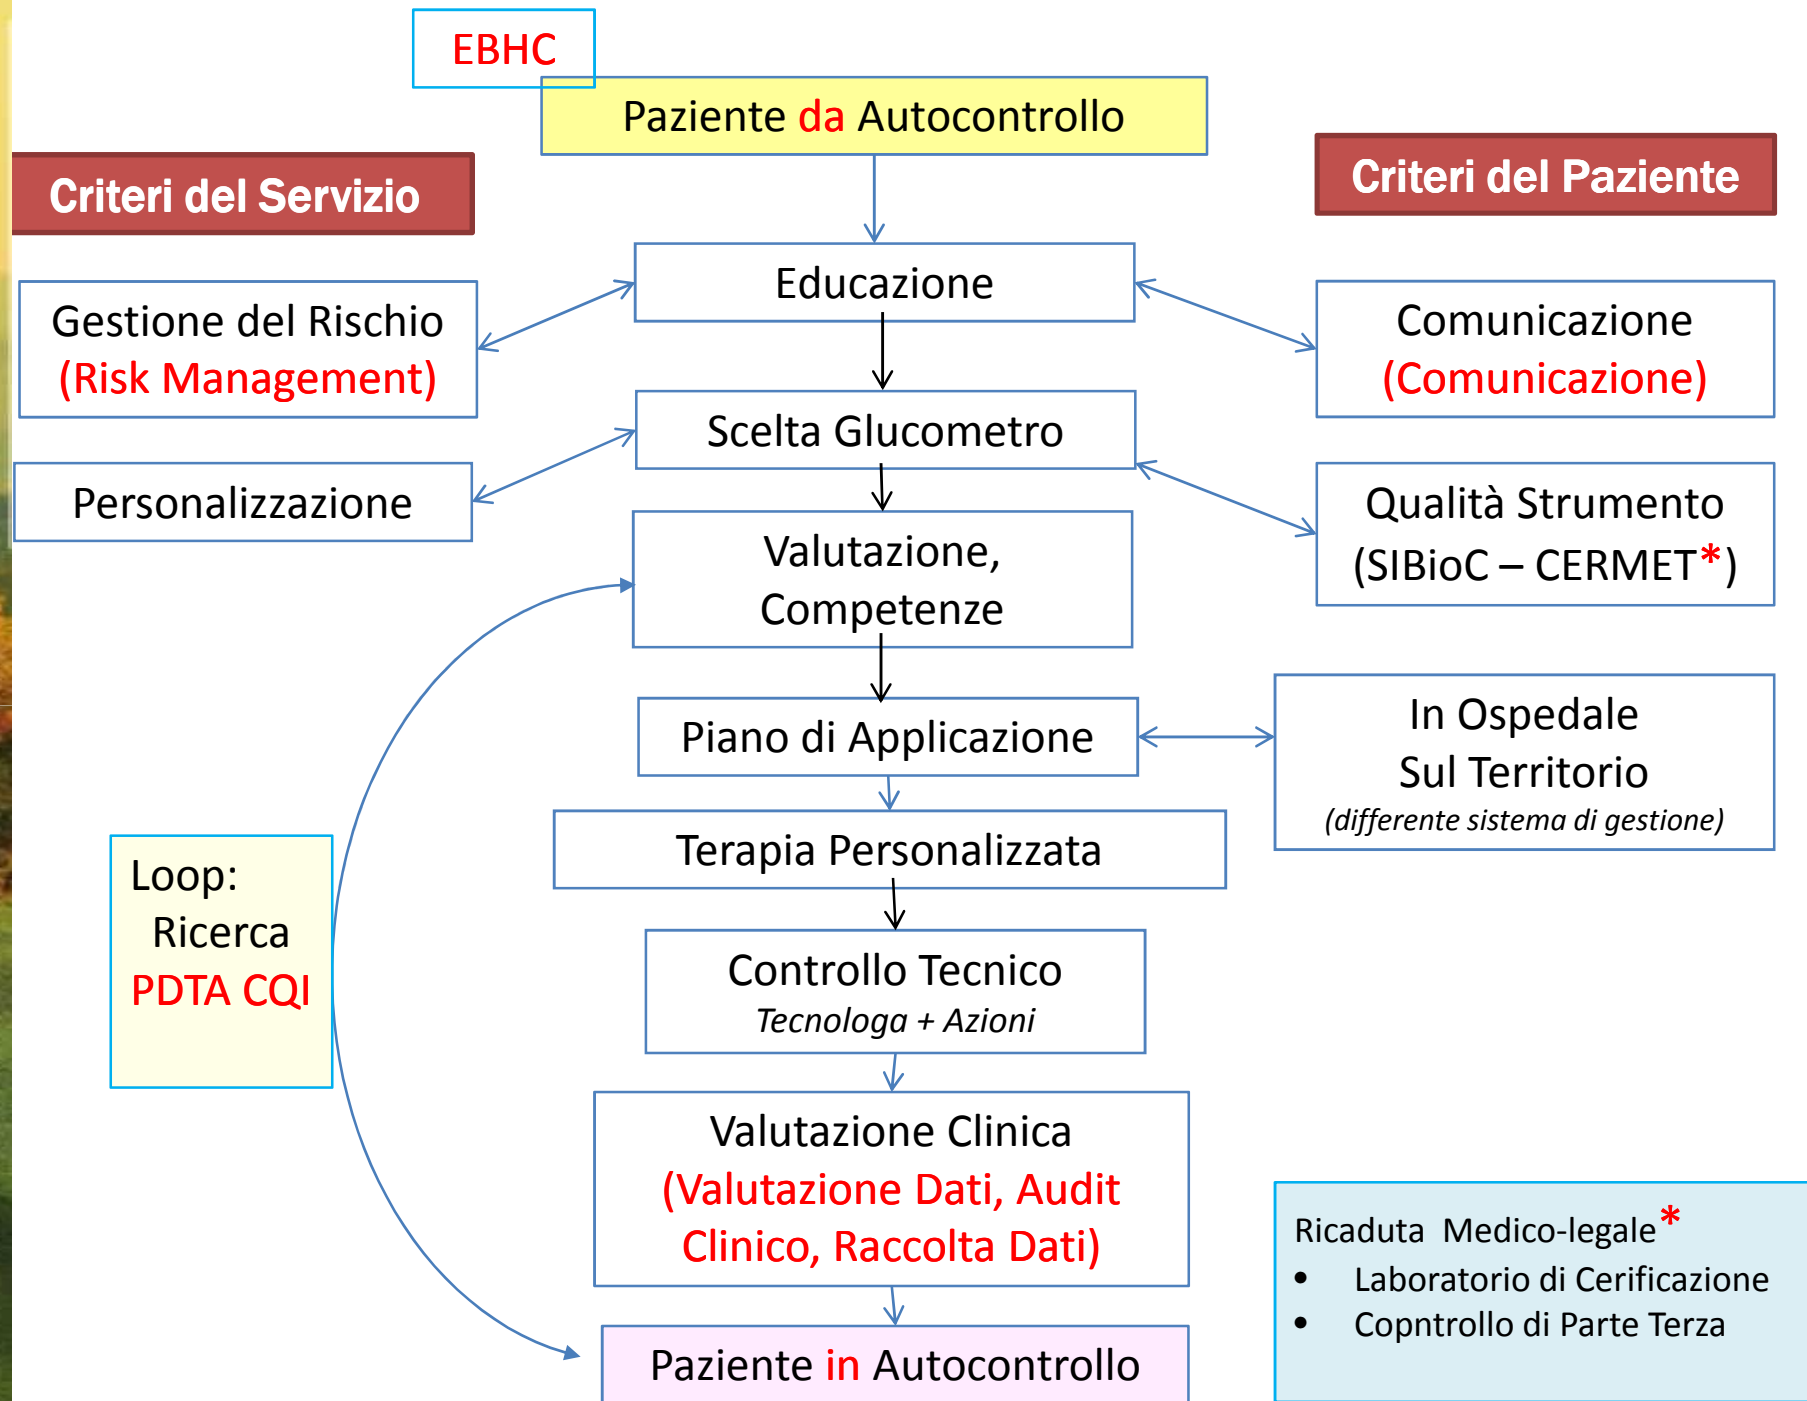 EBHC
Paziente da Autocontrollo
Criteri del Servizio
Criteri del Paziente
Educazione
Gestione del Rischio
(Risk Management)
Comunicazione
(Comunicazione)
Scelta Glucometro
Personalizzazione
Qualità Strumento
(SIBioC – CERMET*)
Valutazione,
Competenze
Piano di Applicazione
In Ospedale
Sul Territorio
(differente sistema di gestione)
Terapia Personalizzata
Loop:
Ricerca
PDTA CQI
Controllo Tecnico
Tecnologa + Azioni
Valutazione Clinica
(Valutazione Dati, Audit
Clinico, Raccolta Dati)
Ricaduta Medico-legale*
• Laboratorio di Cerificazione
• Copntrollo di Parte Terza
Paziente in Autocontrollo